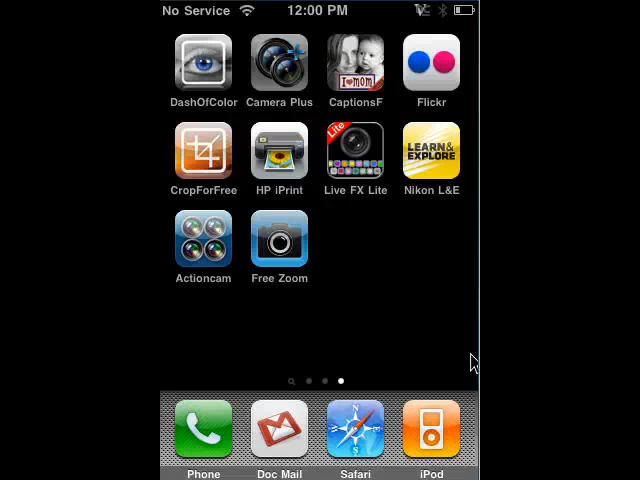 No Service 12:00 PM
I ♥ mom
DashOfColor Camera Plus CaptionsF Flickr
Lite
LEARN&
EXPLORE
CropForFree HP iPrint Live FX Lite Nikon L&E
Actioncam Free Zoom
N
Phone Doc Mail Safari iPod